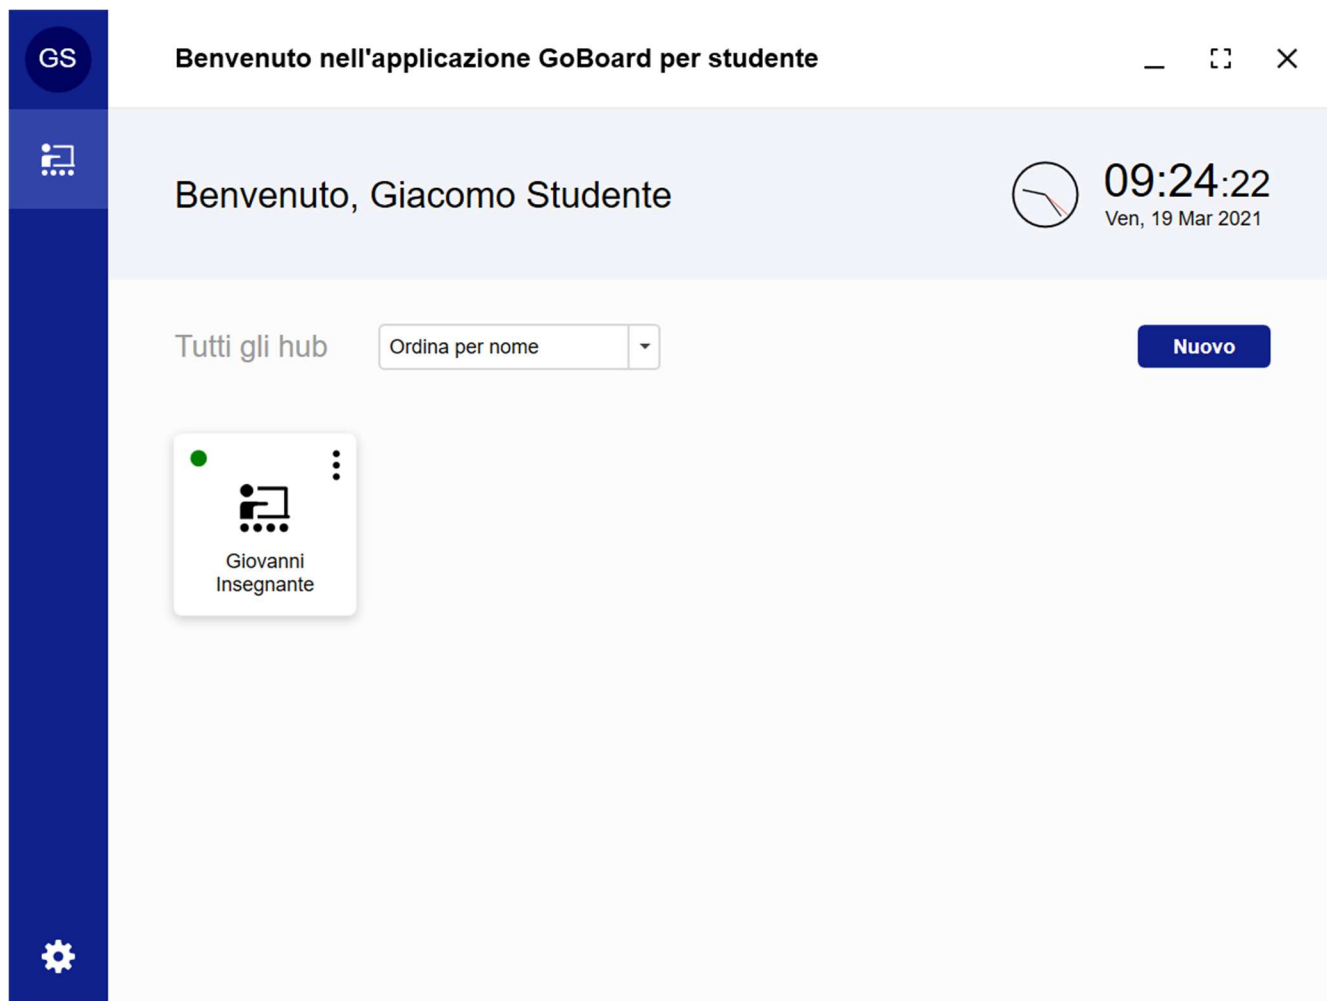 GS
Benvenuto nell'applicazione GoBoard per studente
Benvenuto, Giacomo Studente
09:24:22
Ven, 19 Mar 2021
Tutti gli hub
Ordina per nome
Nuovo
Giovanni
Insegnante